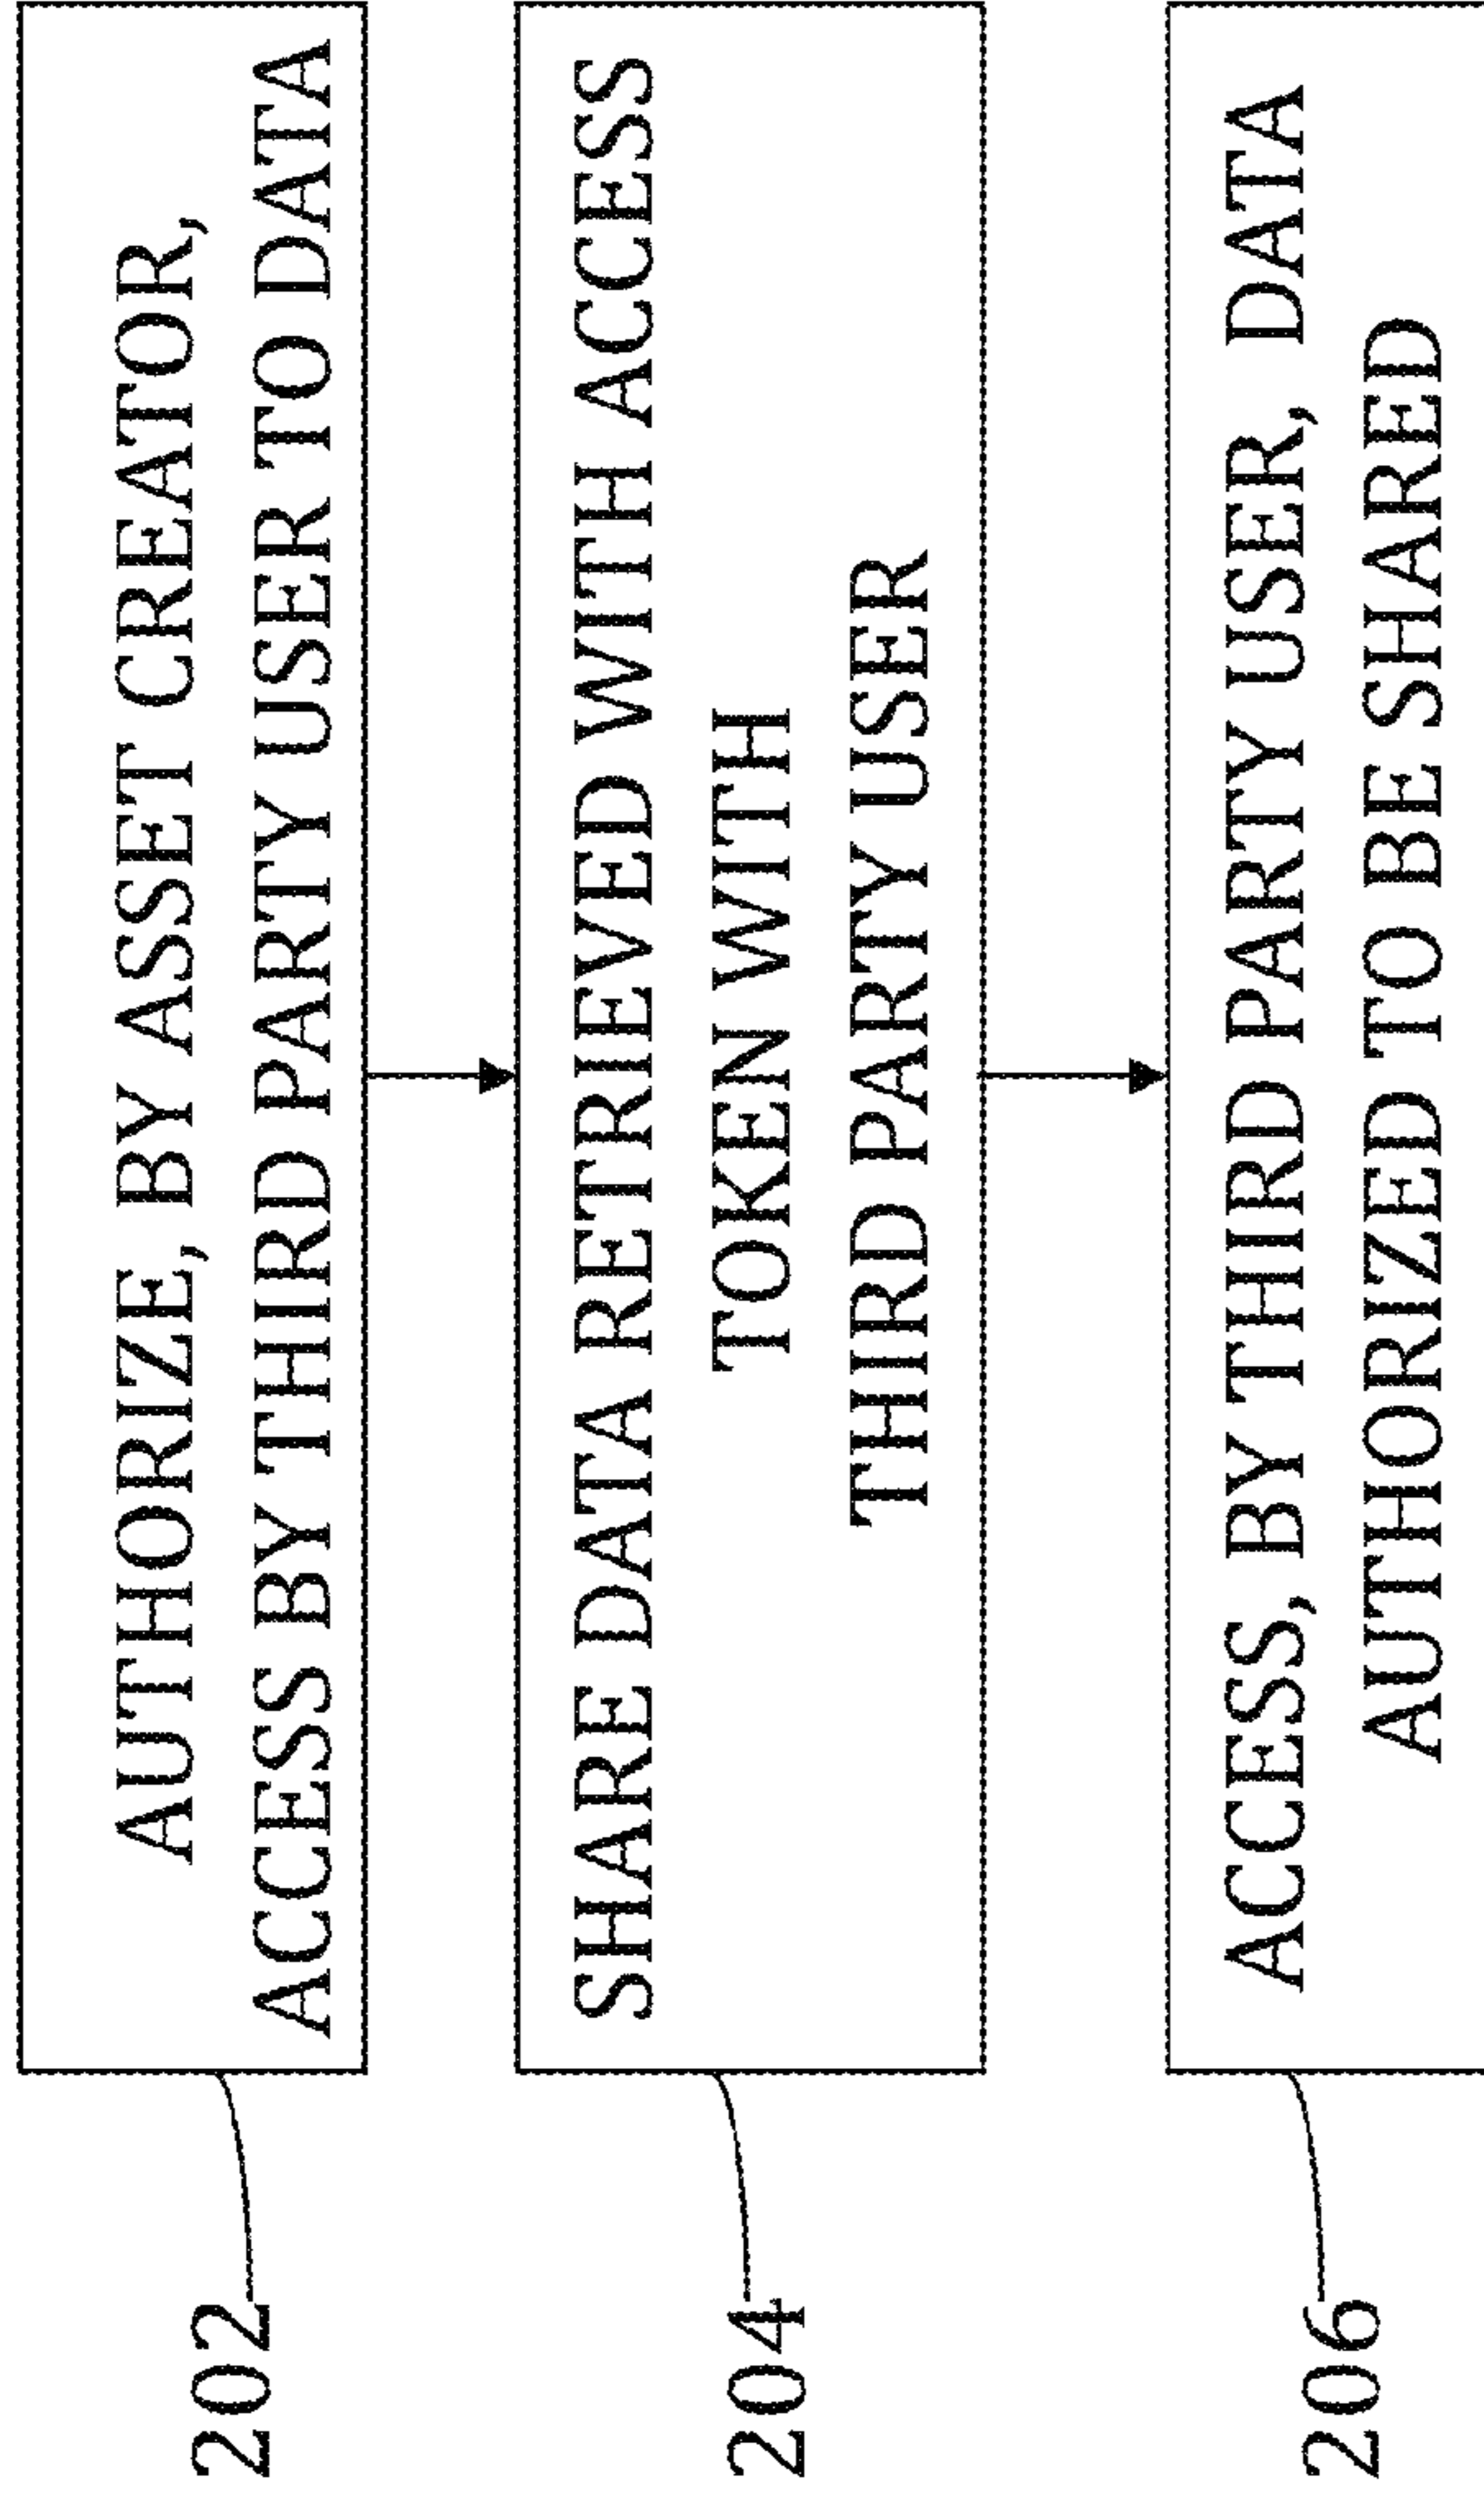 202
AUTHORIZE, BY ASSET CREATOR,
ACCESS BY THIRD PARTY USER TO DATA
204
SHARE DATA RETRIEVED WITH ACCESS
TOKEN WITH
THIRD PARTY USER
206
ACCESS, BY THIRD PARTY USER, DATA
AUTHORIZED TO BE SHARED